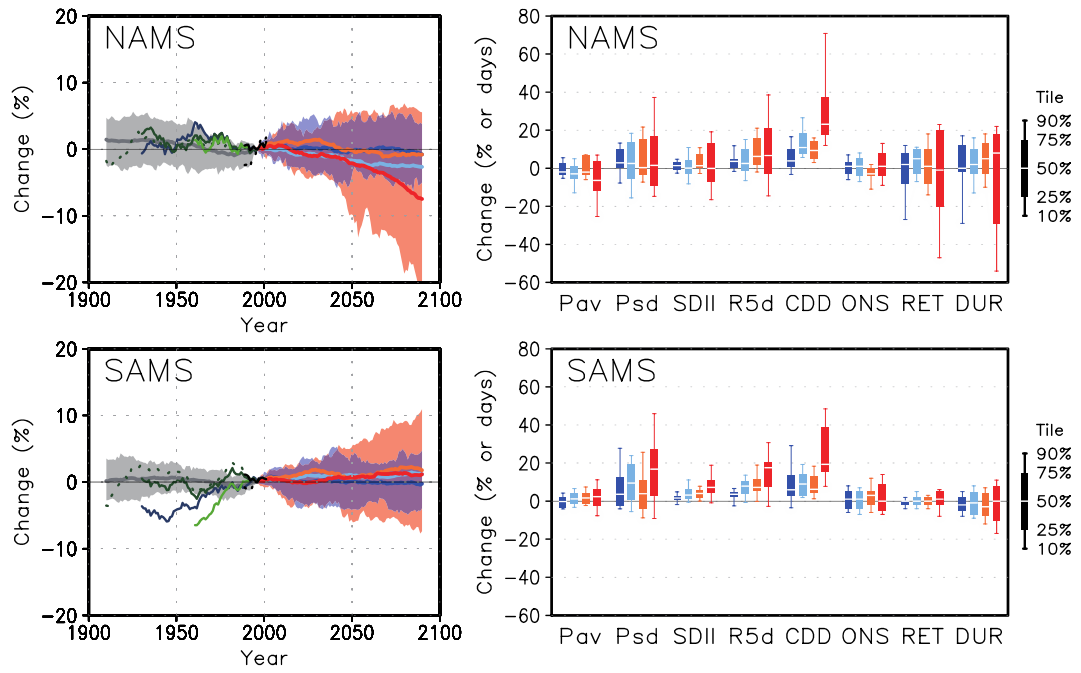 NAMS
20
10
0
−10
−20
Change (%)
1900 1950 2000 2050 2100
Year
NAMS
80
60
40
20
0
−20
−40
−60
Change (% or days)
Pav Psd SDII R5d CDD ONS RET DUR
Tile
90%
75%
50%
25%
10%
SAMS
20
10
0
−10
−20
Change (%)
1900 1950 2000 2050 2100
Year
SAMS
80
60
40
20
0
−20
−40
−60
Change (% or days)
Pav Psd SDII R5d CDD ONS RET DUR
Tile
90%
75%
50%
25%
10%